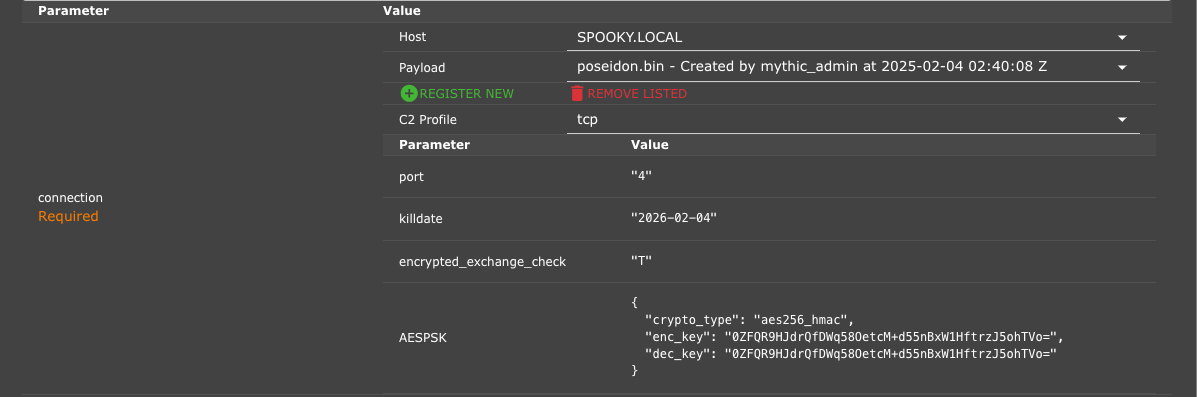 Parameter Value
Host SPOOKY.LOCAL
Payload poseidon.bin - Created by mythic_admin at 2025-02-04 02:40:08 Z
REGISTER NEW REMOVE LISTED
C2 Profile tcp
Parameter Value
port "4"
connection
Required
killdate "2026-02-04"
encrypted_exchange_check "T"
AESPSK
{
"crypto_type": "aes256_hmac",
"enc_key": "0ZFQR9HJdrQfDWq58OetcM+d55nBxW1HftrzJ5ohTVo=",
"dec_key": "0ZFQR9HJdrQfDWq58OetcM+d55nBxW1HftrzJ5ohTVo="
}